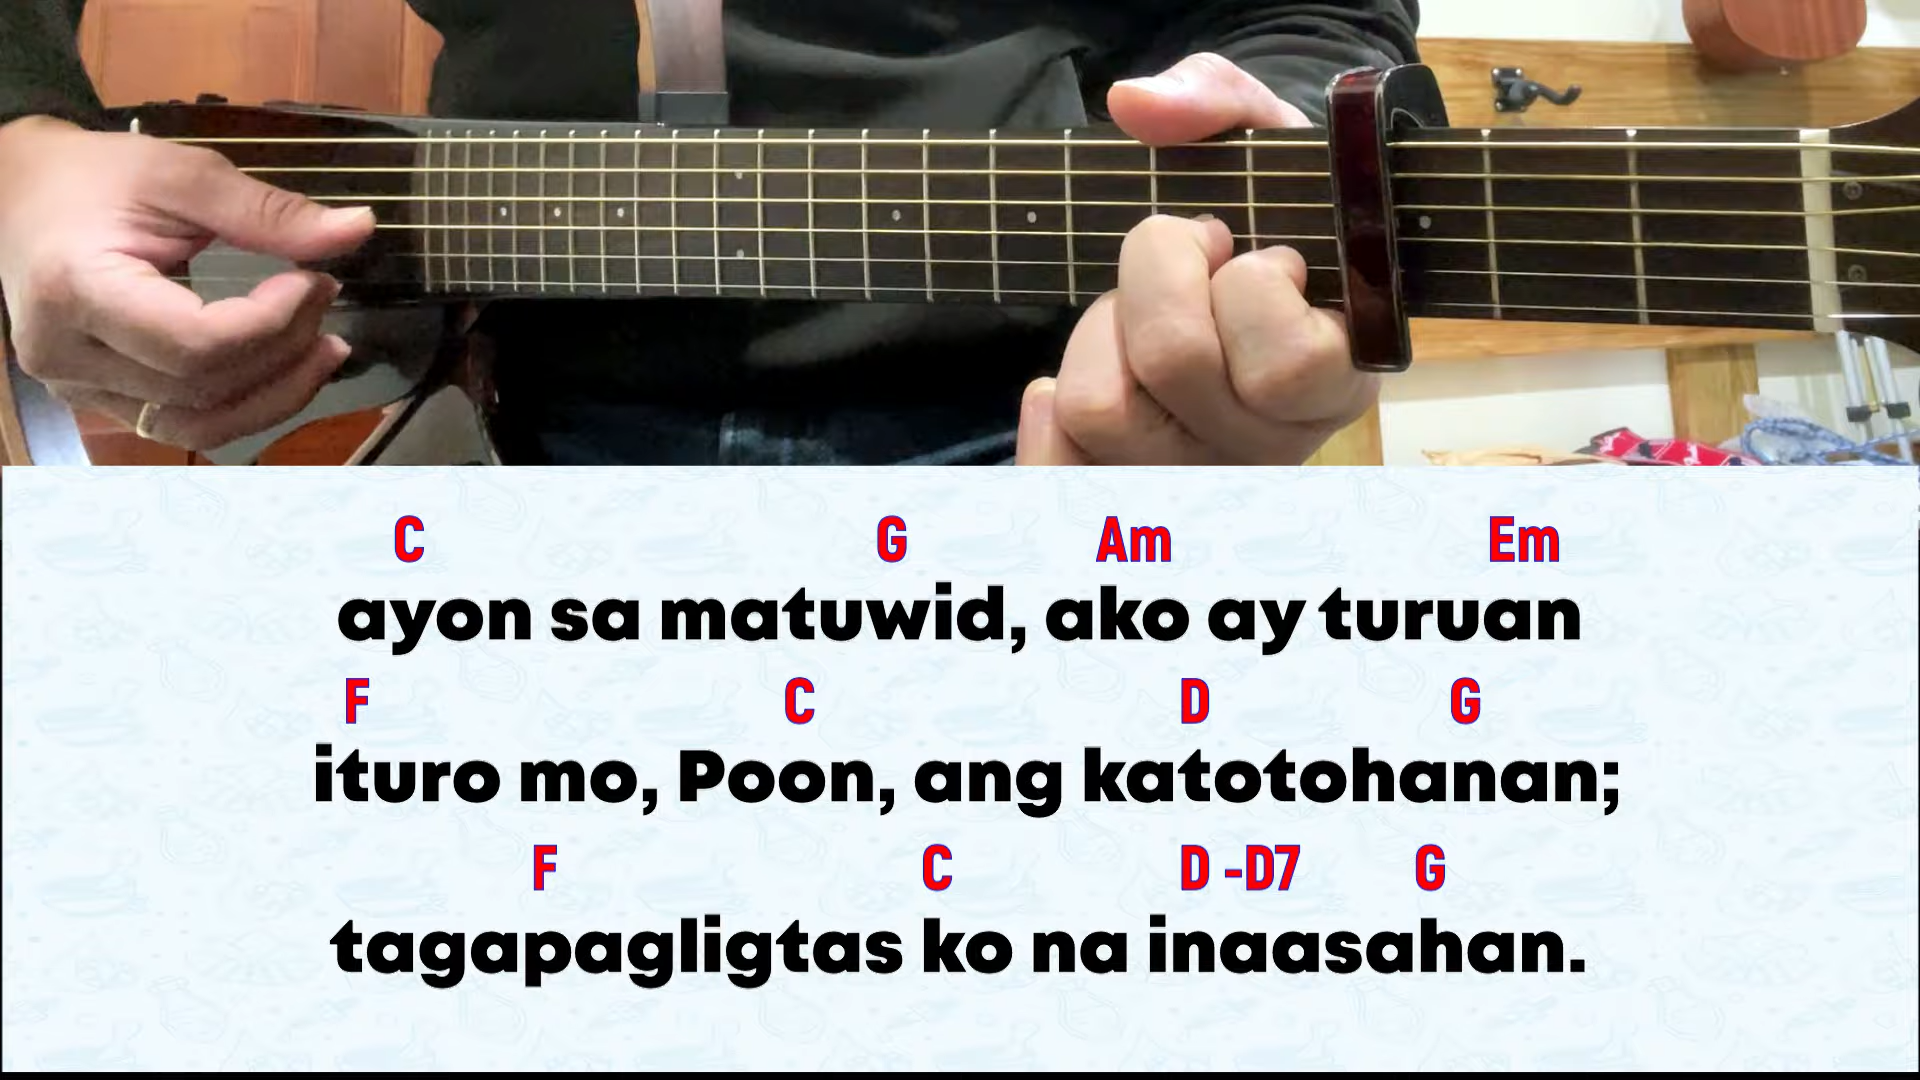 C G Am Em
ayon sa matuwid, ako ay turuan
F C D G
ituro mo, Poon, ang katotohanan;
F C D -D7 G
tagapagligtas ko na inaasahan.